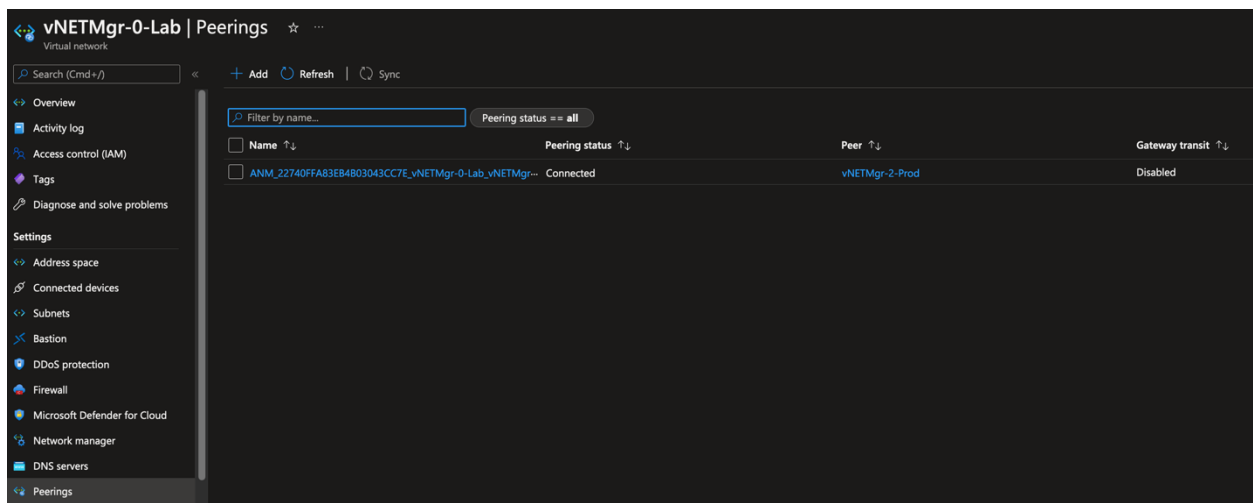 vNETMgr-0-Lab | Peerings ☆ ...
Virtual network
Search (Cmd+/) «
+ Add Refresh | Sync
Overview
Activity log
Access control (IAM)
Tags
Diagnose and solve problems
Settings
Address space
Connected devices
Subnets
Bastion
DDoS protection
Firewall
Microsoft Defender for Cloud
Network manager
DNS servers
Peerings
Filter by name... Peering status == all
Name ↑↓ Peering status ↑↓ Peer ↑↓ Gateway transit ↑↓
ANM_22740FFA83EB4B03043CC7E_vNETMgr-0-Lab_vNETMgr... Connected vNETMgr-2-Prod Disabled